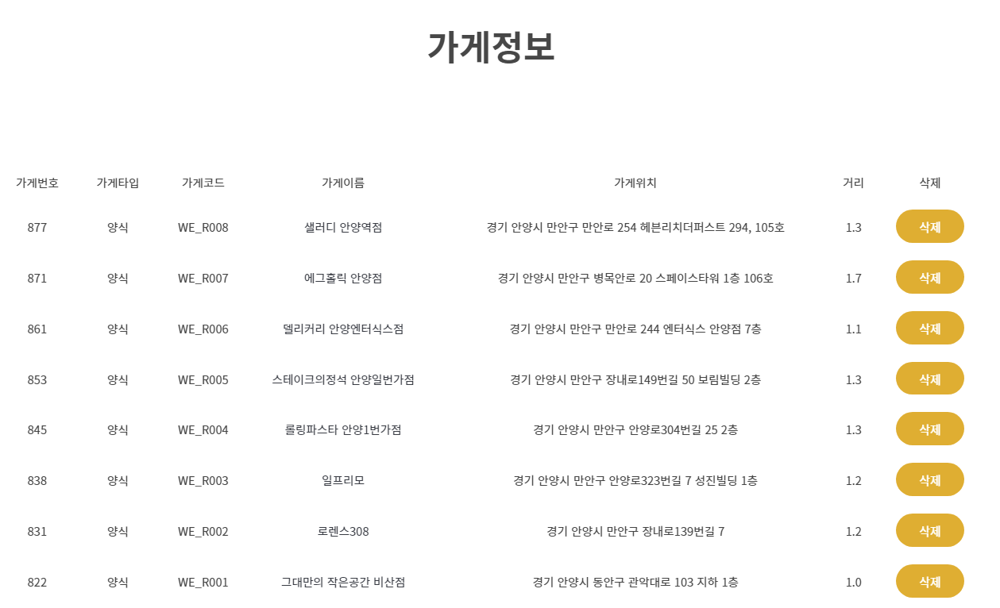 가게정보
가게번호 가게타입 가게코드 가게이름 가게위치 거리 삭제
877 양식 WE_R008 샐러디 안양역점 경기 안양시 만안구 만안로 254 헤븐리치더퍼스트 294, 105호 1.3 삭제
871 양식 WE_R007 에그홀릭 안양점 경기 안양시 만안구 병목안로 20 스페이스타워 1층 106호 1.7 삭제
861 양식 WE_R006 델리커리 안양엔터식스점 경기 안양시 만안구 만안로 244 엔터식스 안양점 7층 1.1 삭제
853 양식 WE_R005 스테이크의정석 안양일번가점 경기 안양시 만안구 장내로149번길 50 보림빌딩 2층 1.3 삭제
845 양식 WE_R004 롤링파스타 안양1번가점 경기 안양시 만안구 안양로304번길 25 2층 1.3 삭제
838 양식 WE_R003 일프리모 경기 안양시 만안구 안양로323번길 7 성진빌딩 1층 1.2 삭제
831 양식 WE_R002 로렌스308 경기 안양시 만안구 장내로139번길 7 1.2 삭제
822 양식 WE_R001 그대만의 작은공간 비산점 경기 안양시 동안구 관악대로 103 지하 1층 1.0 삭제